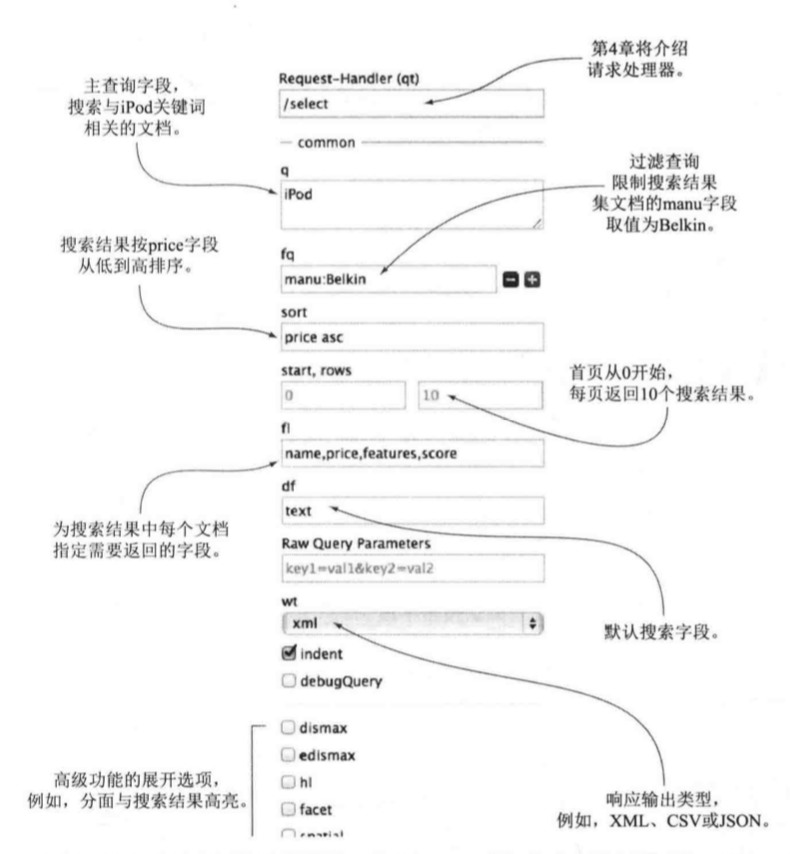 第4章将介绍
请求处理器。
主查询字段，
搜索与iPod关键词
相关的文档。
Request-Handler (qt)
/select
common
q
iPod
过滤查询
限制搜索结果
集文档的manu字段
取值为Belkin。
搜索结果按price字段
从低到高排序。
fq
manu:Belkin
sort
price asc
start, rows
0
10
首页从0开始，
每页返回10个搜索结果。
fl
name,price,features,score
df
text
为搜索结果中每个文档
指定需要返回的字段。
Raw Query Parameters
key1=val1&key2=val2
wt
xml
默认搜索字段。
indent
debugQuery
dismax
edismax
hl
facet
spatial
高级功能的展开选项，
例如，分面与搜索结果高亮。
响应输出类型，
例如，XML、CSV或JSON。